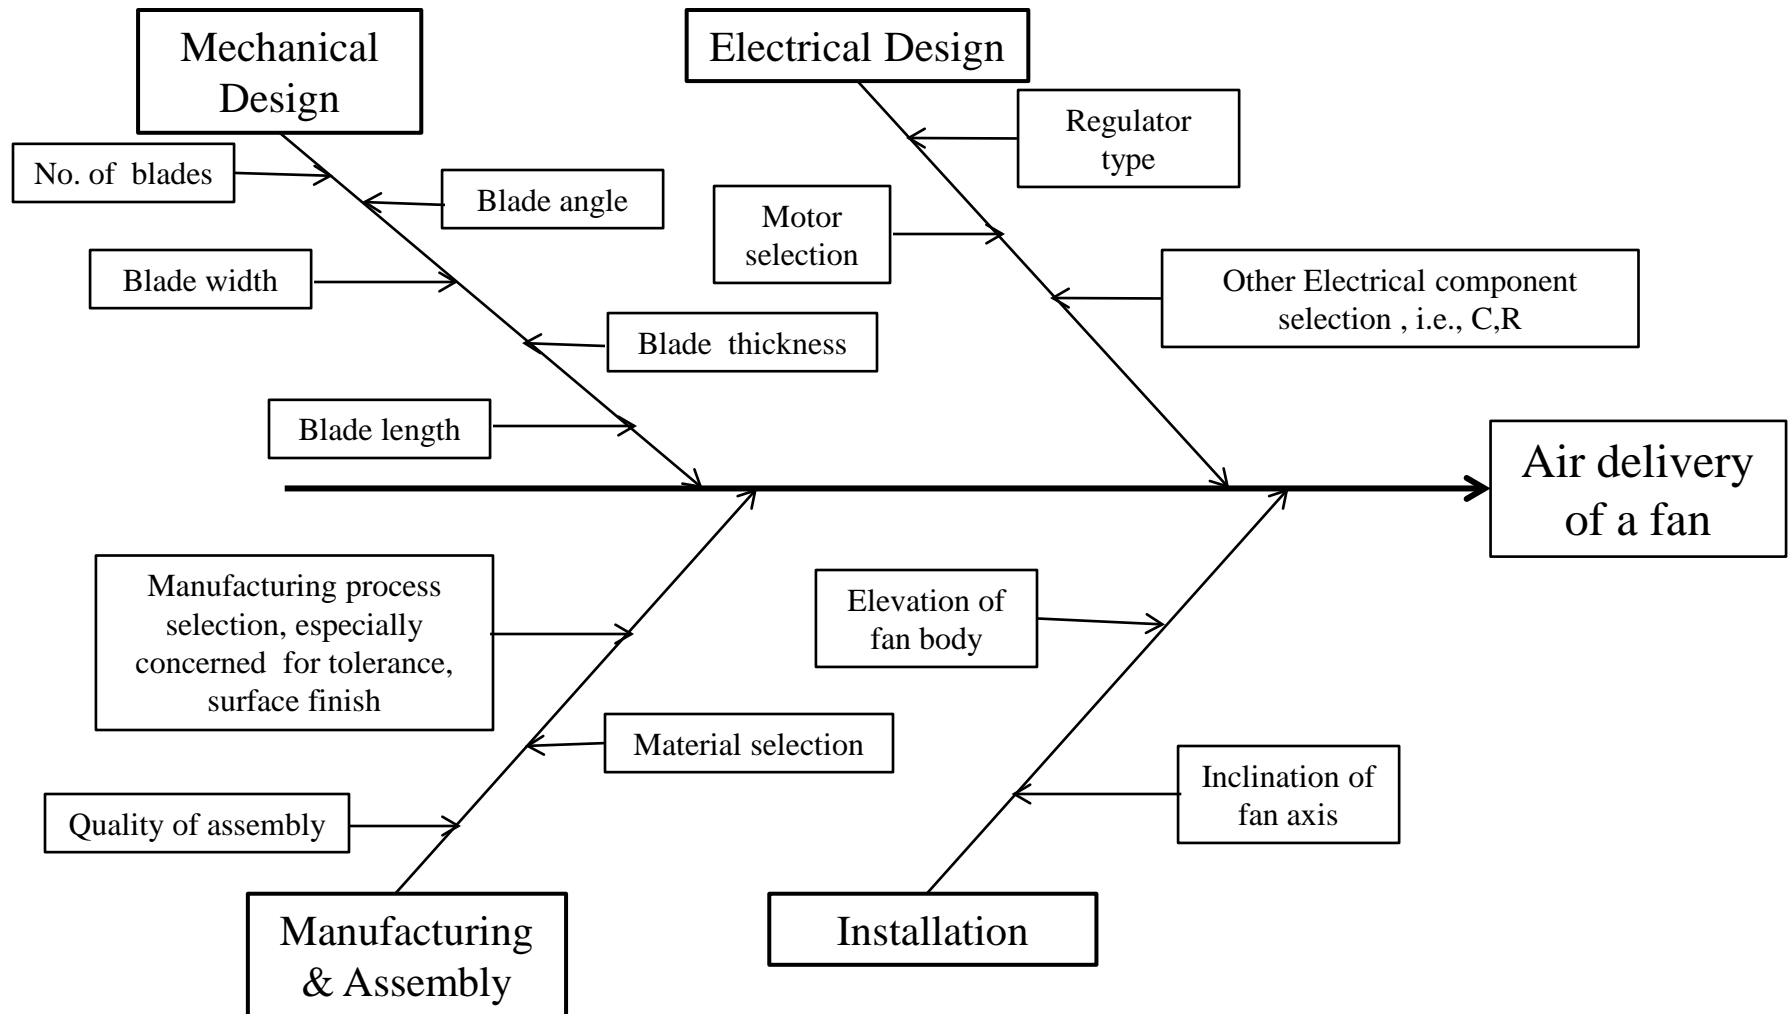 Mechanical
Design
Electrical Design
Regulator
type
No. of blades
Blade angle
Motor
selection
Blade width
Other Electrical component
selection , i.e., C,R
Blade thickness
Blade length
Air delivery
of a fan
Manufacturing process
selection, especially
concerned for tolerance,
surface finish
Elevation of
fan body
Material selection
Inclination of
fan axis
Quality of assembly
Manufacturing
& Assembly
Installation